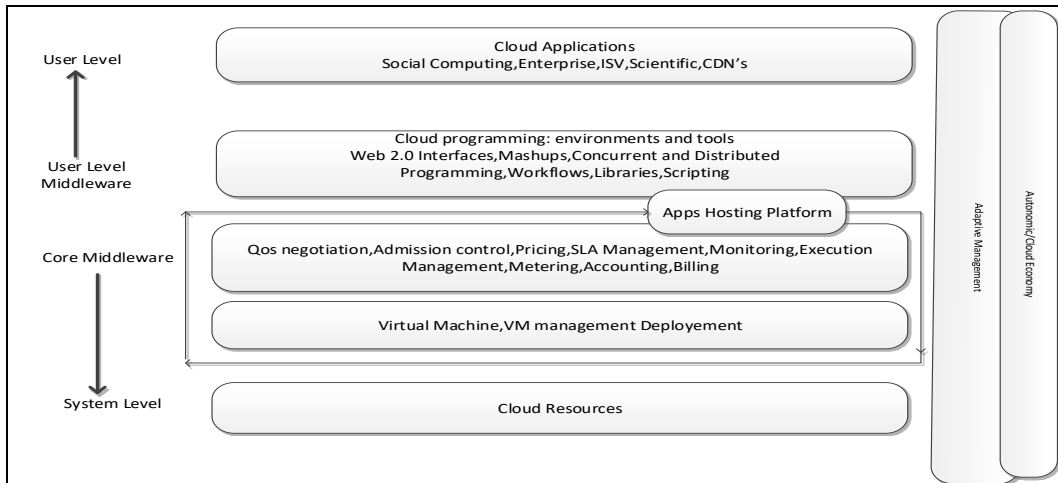 User Level
Cloud Applications
Social Computing,Enterprise,ISV,Scientific,CDN's
User Level
Middleware
Cloud programming: environments and tools
Web 2.0 Interfaces,Mashups,Concurrent and Distributed
Programming,Workflows,Libraries,Scripting
Apps Hosting Platform
Core Middleware
Qos negotiation,Admission control,Pricing,SLA Management,Monitoring,Execution
Management,Metering,Accounting,Billing
Virtual Machine,VM management Deployement
System Level
Cloud Resources
Adaptive Management
Autonomic/Cloud Economy